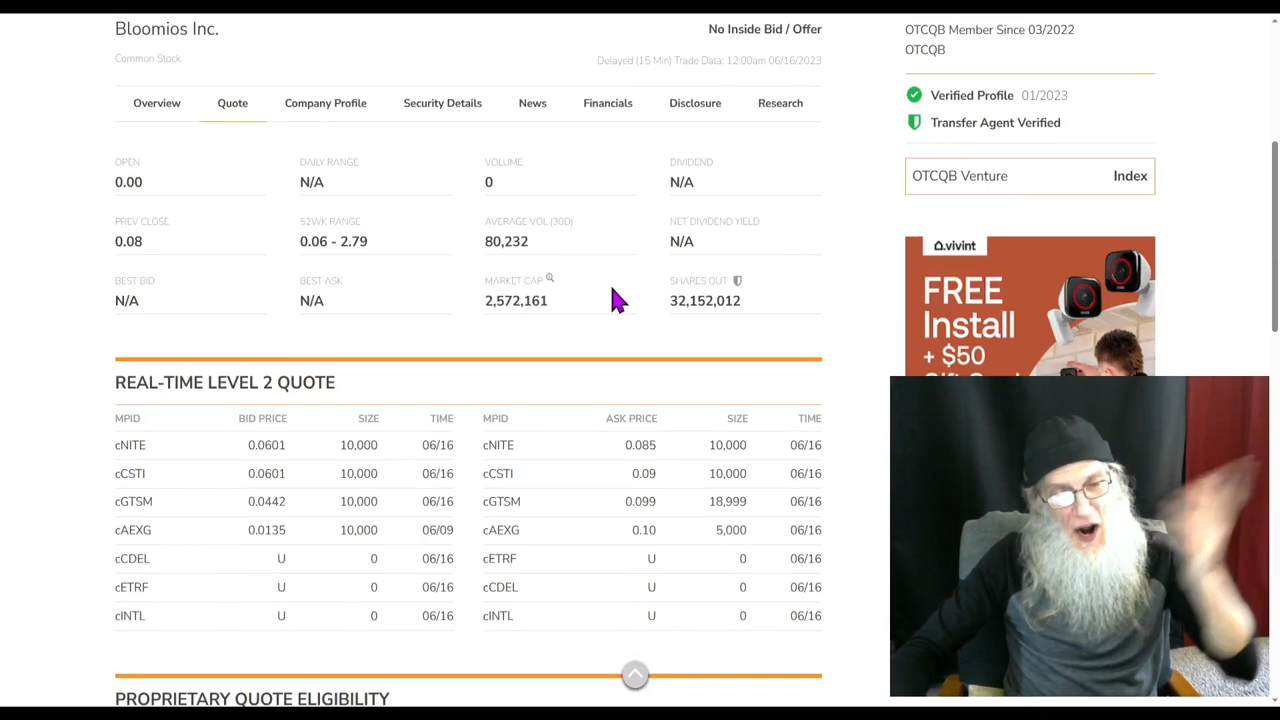 Bloomios Inc.
No Inside Bid / Offer
Common Stock
Delayed (15 Min) Trade Data: 12:00am 06/16/2023
Overview Quote Company Profile Security Details News Financials Disclosure Research
OPEN DAILY RANGE VOLUME DIVIDEND
0.00 N/A 0 N/A
PREV CLOSE 52WK RANGE AVERAGE VOL (30D) NET DIVIDEND YIELD
0.08 0.06 - 2.79 80,232 N/A
BEST BID BEST ASK MARKET CAP SHARES OUT
N/A N/A 2,572,161 32,152,012
REAL-TIME LEVEL 2 QUOTE
MPID BID PRICE SIZE TIME MPID ASK PRICE SIZE TIME
cNITE 0.0601 10,000 06/16 cNITE 0.085 10,000 06/16
cCSTI 0.0601 10,000 06/16 cCSTI 0.09 10,000 06/16
cGTSM 0.0442 10,000 06/16 cGTSM 0.099 18,999 06/16
cAEXG 0.0135 10,000 06/09 cAEXG 0.10 5,000 06/16
cCDEL U 0 06/16 cETRF U 0 06/16
cETRF U 0 06/16 cCDEL U 0 06/16
cINTL U 0 06/16 cINTL U 0 06/16
PROPRIETARY QUOTE ELIGIBILITY
OTCQB Member Since 03/2022
OTCQB
Verified Profile 01/2023
Transfer Agent Verified
OTCQB Venture Index
vivint
FREE
Install
+ $50